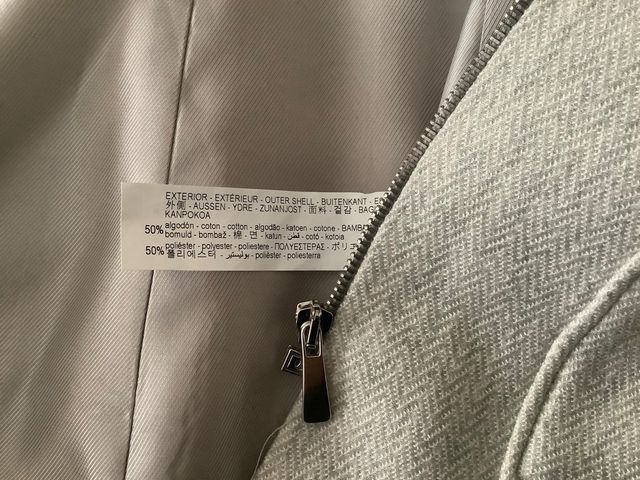 EXTERIOR - EXTÉRIEUR - OUTER SHELL - BUITENKANT -
外側 - AUSSEN - YDRE - ZUNANJOST - 面料 - 겉감 -
KANPOKOA
50% algodón - coton - cotton - algodão - katoen - cotone -
bomuld - bombaž - 棉 - 면 - katun - قطن - cotó - kotoia
50% poliéster - polyester - poliestere - ΠΟΛΥΕΣΤΕΡΑΣ -
폴리에스터 - بوليستير - polièster - poliesterra